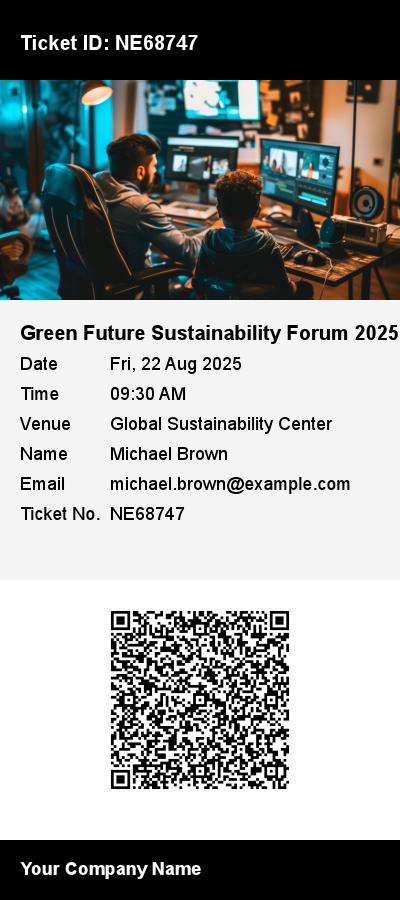 Ticket ID: NE68747
Green Future Sustainability Forum 2025
Date Fri, 22 Aug 2025
Time 09:30 AM
Venue Global Sustainability Center
Name Michael Brown
Email michael.brown@example.com
Ticket No. NE68747
Your Company Name